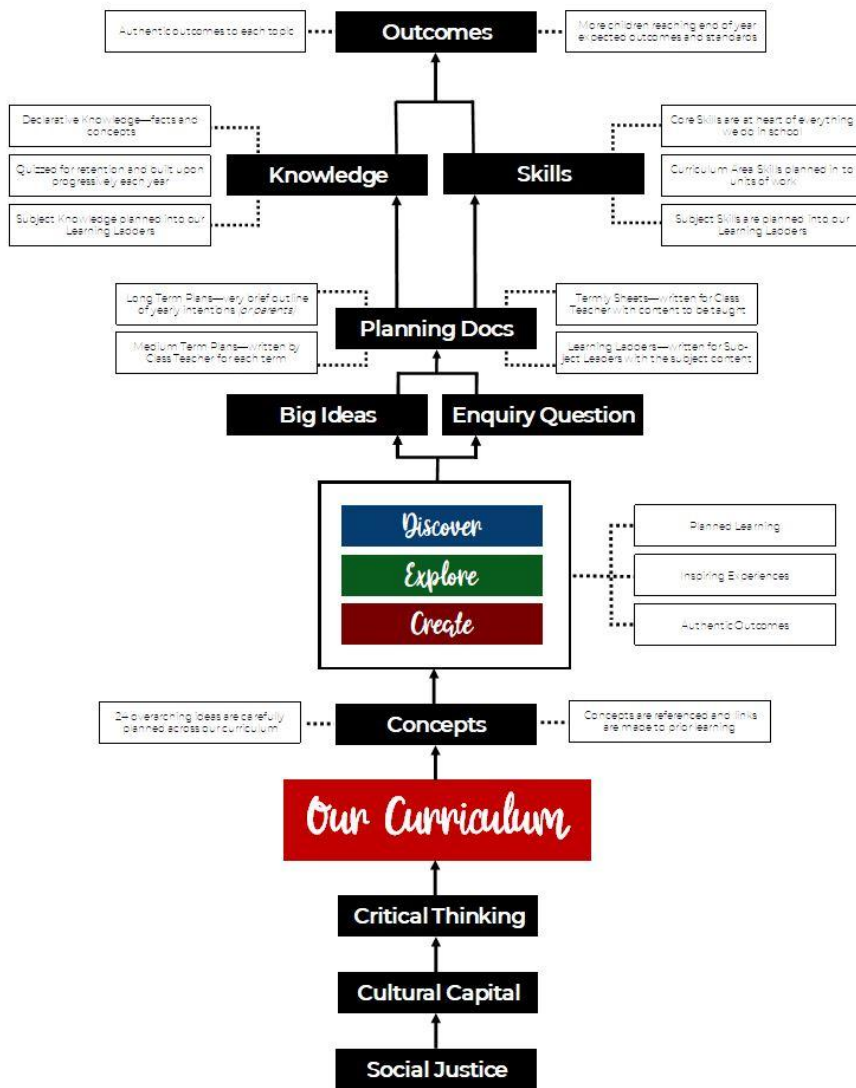 Outcomes
Authentic outcomes to each topic
More children reaching end of year
expected outcomes and standards
Declarative Knowledge—facts and
concepts
Core Skills are at heart of everything
we do in school
Knowledge
Skills
Quizzed for retention and built upon
progressively each year
Curriculum Area Skills planned in to
units of work
Subject Knowledge planned into our
Learning Ladders
Subject Skills are planned into our
Learning Ladders
Long Term Plans—very brief outline
of yearly intentions (or parents)
Termly Sheets—written for Class
Teacher with content to be taught
Planning Docs
Medium Term Plans—written by
Class Teacher for each term
Learning Ladders—written for Sub-
ject Leaders with the subject content
Big Ideas
Enquiry Question
Discover
Explore
Create
Planned Learning
Inspiring Experiences
Authentic Outcomes
24 overarching ideas are carefully
planned across our curriculum
Concepts
Concepts are referenced and links
are made to prior learning
Our Curriculum
Critical Thinking
Cultural Capital
Social Justice